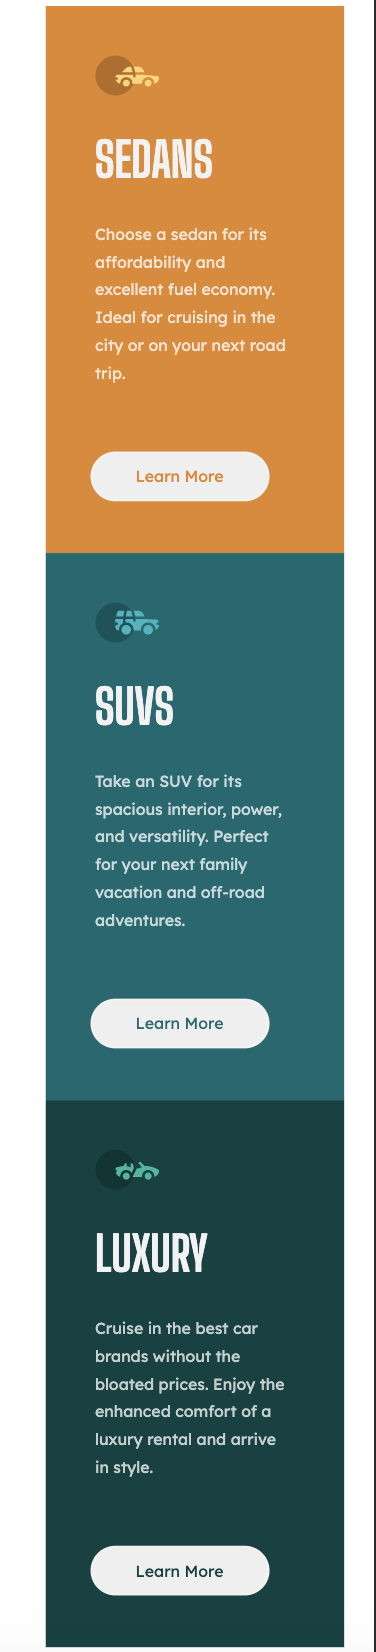 SEDANS
Choose a sedan for its
affordability and
excellent fuel economy.
Ideal for cruising in the
city or on your next road
trip.
Learn More
SUVS
Take an SUV for its
spacious interior, power,
and versatility. Perfect
for your next family
vacation and off-road
adventures.
Learn More
LUXURY
Cruise in the best car
brands without the
bloated prices. Enjoy the
enhanced comfort of a
luxury rental and arrive
in style.
Learn More